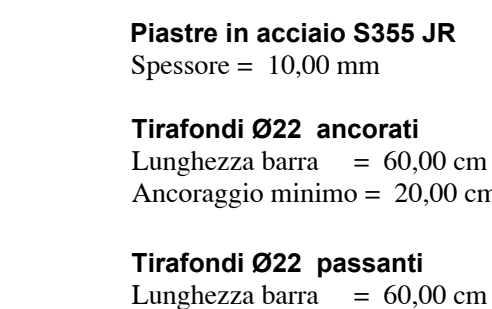 Piastre in acciaio S355 JR
Spessore = 10,00 mm
Tirafondi Ø22 ancorati
Lunghezza barra = 60,00 cm
Ancoraggio minimo = 20,00 cm
Tirafondi Ø22 passanti
Lunghezza barra = 60,00 cm